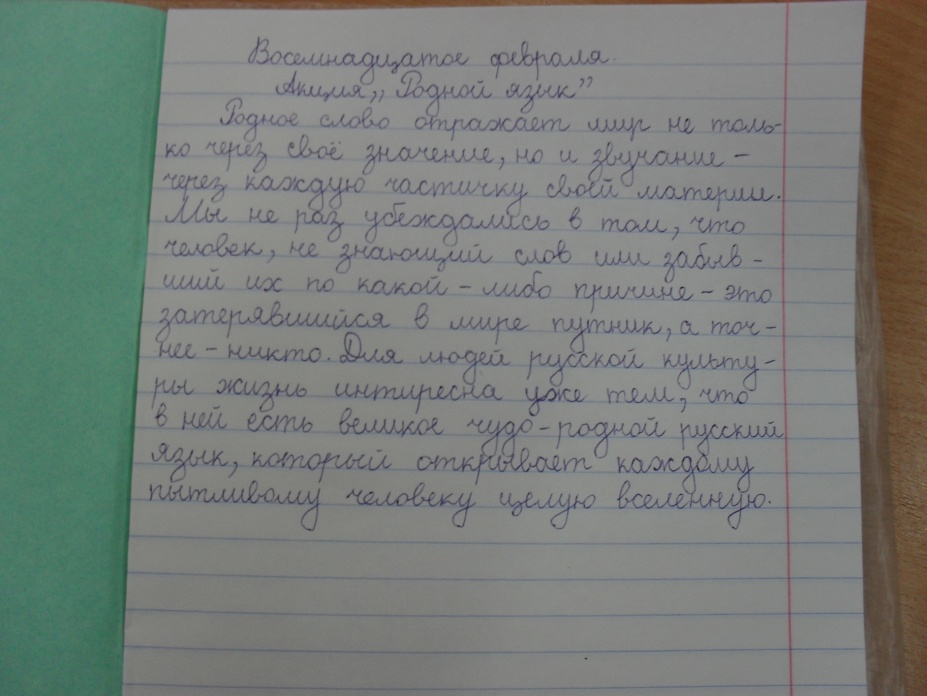 Восемнадцатое февраля.
Акция „Родной язык”
Родное слово отражает мир не толь-
ко через своё значение, но и звучание –
через каждую частичку своей материи.
Мы не раз убеждались в том, что
человек, не знающий слов или забыв-
ший их по какой-либо причине – это
затерявшийся в мире путник, а точ-
нее – никто. Для людей русской культу-
ры жизнь интиресна уже тем, что
в ней есть великое чудо – родной русский
язык, который открывает каждому
пытливому человеку целую вселенную.